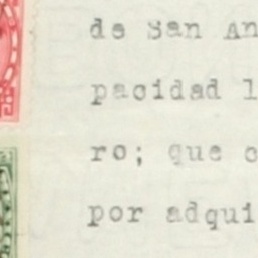 de San An
pacidad l
ro; que c
por adqui